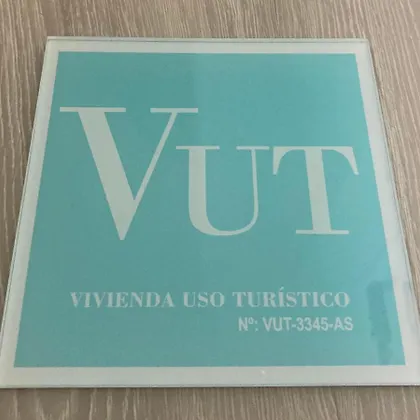 VUT
VIVIENDA USO TURÍSTICO
Nº: VUT-3345-AS